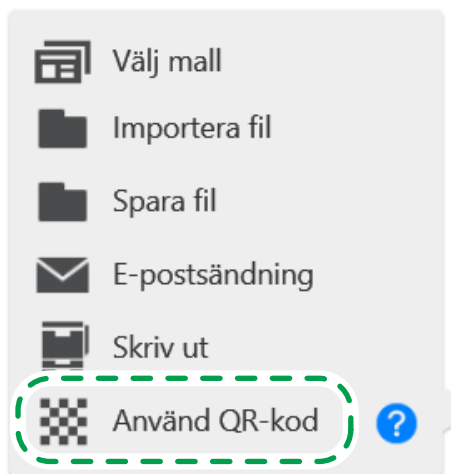 Välj mall
Importera fil
Spara fil
E-postsändning
Skriv ut
Använd QR-kod ?